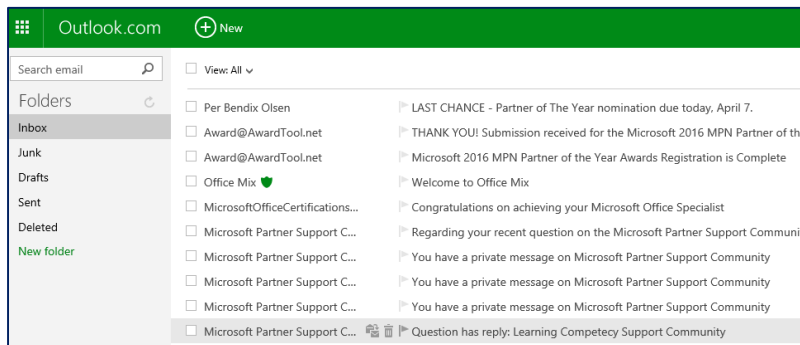 Outlook.com New
Search email
View: All
Folders
Inbox
Junk
Drafts
Sent
Deleted
New folder
Per Bendix Olsen LAST CHANCE - Partner of The Year nomination due today, April 7.
Award@AwardTool.net THANK YOU! Submission received for the Microsoft 2016 MPN Partner of th
Award@AwardTool.net Microsoft 2016 MPN Partner of the Year Awards Registration is Complete
Office Mix Welcome to Office Mix
MicrosoftOfficeCertifications... Congratulations on achieving your Microsoft Office Specialist
Microsoft Partner Support C... Regarding your recent question on the Microsoft Partner Support Communi
Microsoft Partner Support C... You have a private message on Microsoft Partner Support Community
Microsoft Partner Support C... You have a private message on Microsoft Partner Support Community
Microsoft Partner Support C... You have a private message on Microsoft Partner Support Community
Microsoft Partner Support C... Question has reply: Learning Competecy Support Community